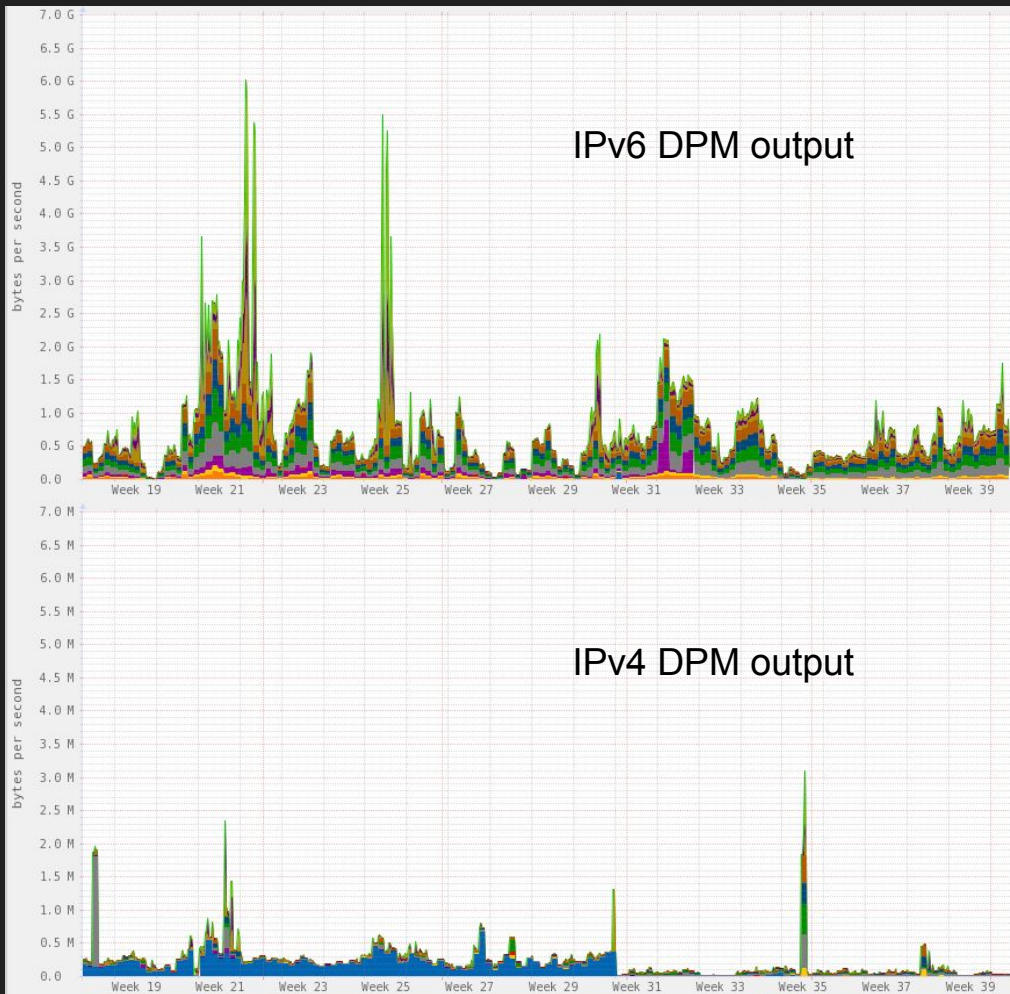 7.0 G
6.5 G
6.0 G
5.5 G
5.0 G
4.5 G
4.0 G
3.5 G
3.0 G
2.5 G
2.0 G
1.5 G
1.0 G
0.5 G
0.0
bytes per second
IPv6 DPM output
Week 19 Week 21 Week 23 Week 25 Week 27 Week 29 Week 31 Week 33 Week 35 Week 37 Week 39
7.0 M
6.5 M
6.0 M
5.5 M
5.0 M
4.5 M
4.0 M
3.5 M
3.0 M
2.5 M
2.0 M
1.5 M
1.0 M
0.5 M
0.0
bytes per second
IPv4 DPM output
Week 19 Week 21 Week 23 Week 25 Week 27 Week 29 Week 31 Week 33 Week 35 Week 37 Week 39